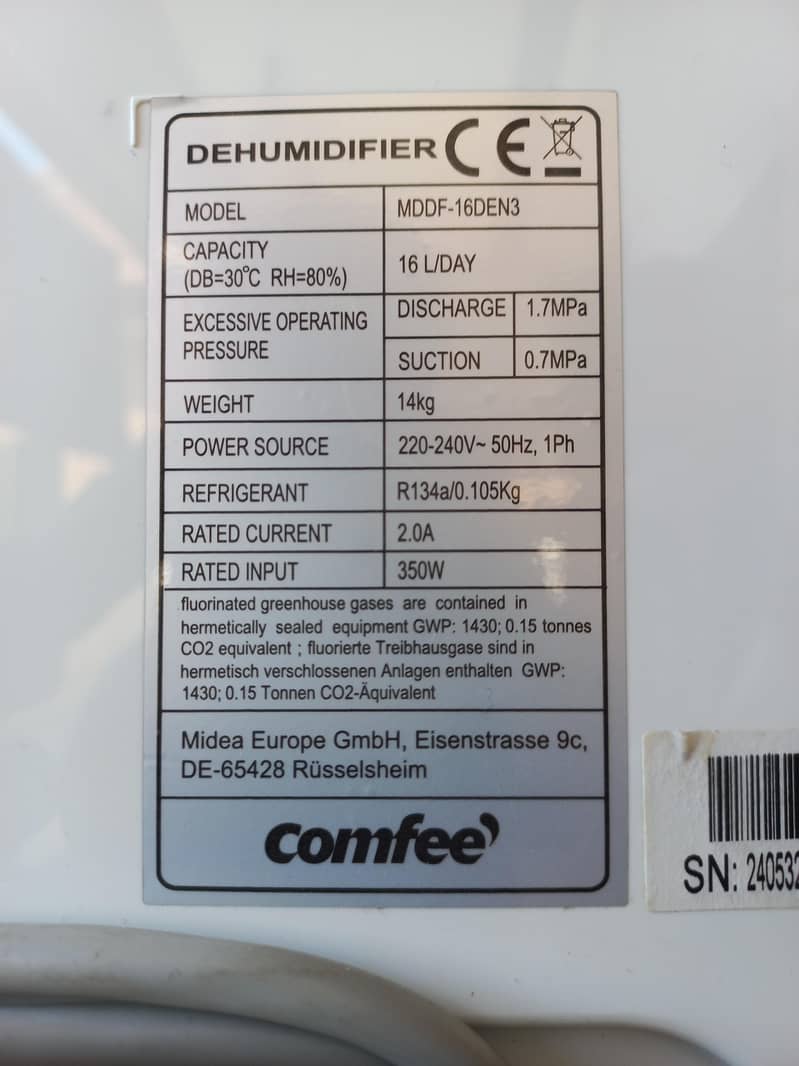 DEHUMIDIFIER CE
MODEL MDDF-16DEN3
CAPACITY
(DB=30°C RH=80%) 16 L/DAY
EXCESSIVE OPERATING
PRESSURE
DISCHARGE 1.7MPa
SUCTION 0.7MPa
WEIGHT 14kg
POWER SOURCE 220-240V~ 50Hz, 1Ph
REFRIGERANT R134a/0.105Kg
RATED CURRENT 2.0A
RATED INPUT 350W
fluorinated greenhouse gases are contained in
hermetically sealed equipment GWP: 1430; 0.15 tonnes
CO2 equivalent ; fluorierte Treibhausgase sind in
hermetisch verschlossenen Anlagen enthalten GWP:
1430; 0.15 Tonnen CO2-Äquivalent
Midea Europe GmbH, Eisenstrasse 9c,
DE-65428 Rüsselsheim
comfee'
SN: 240532